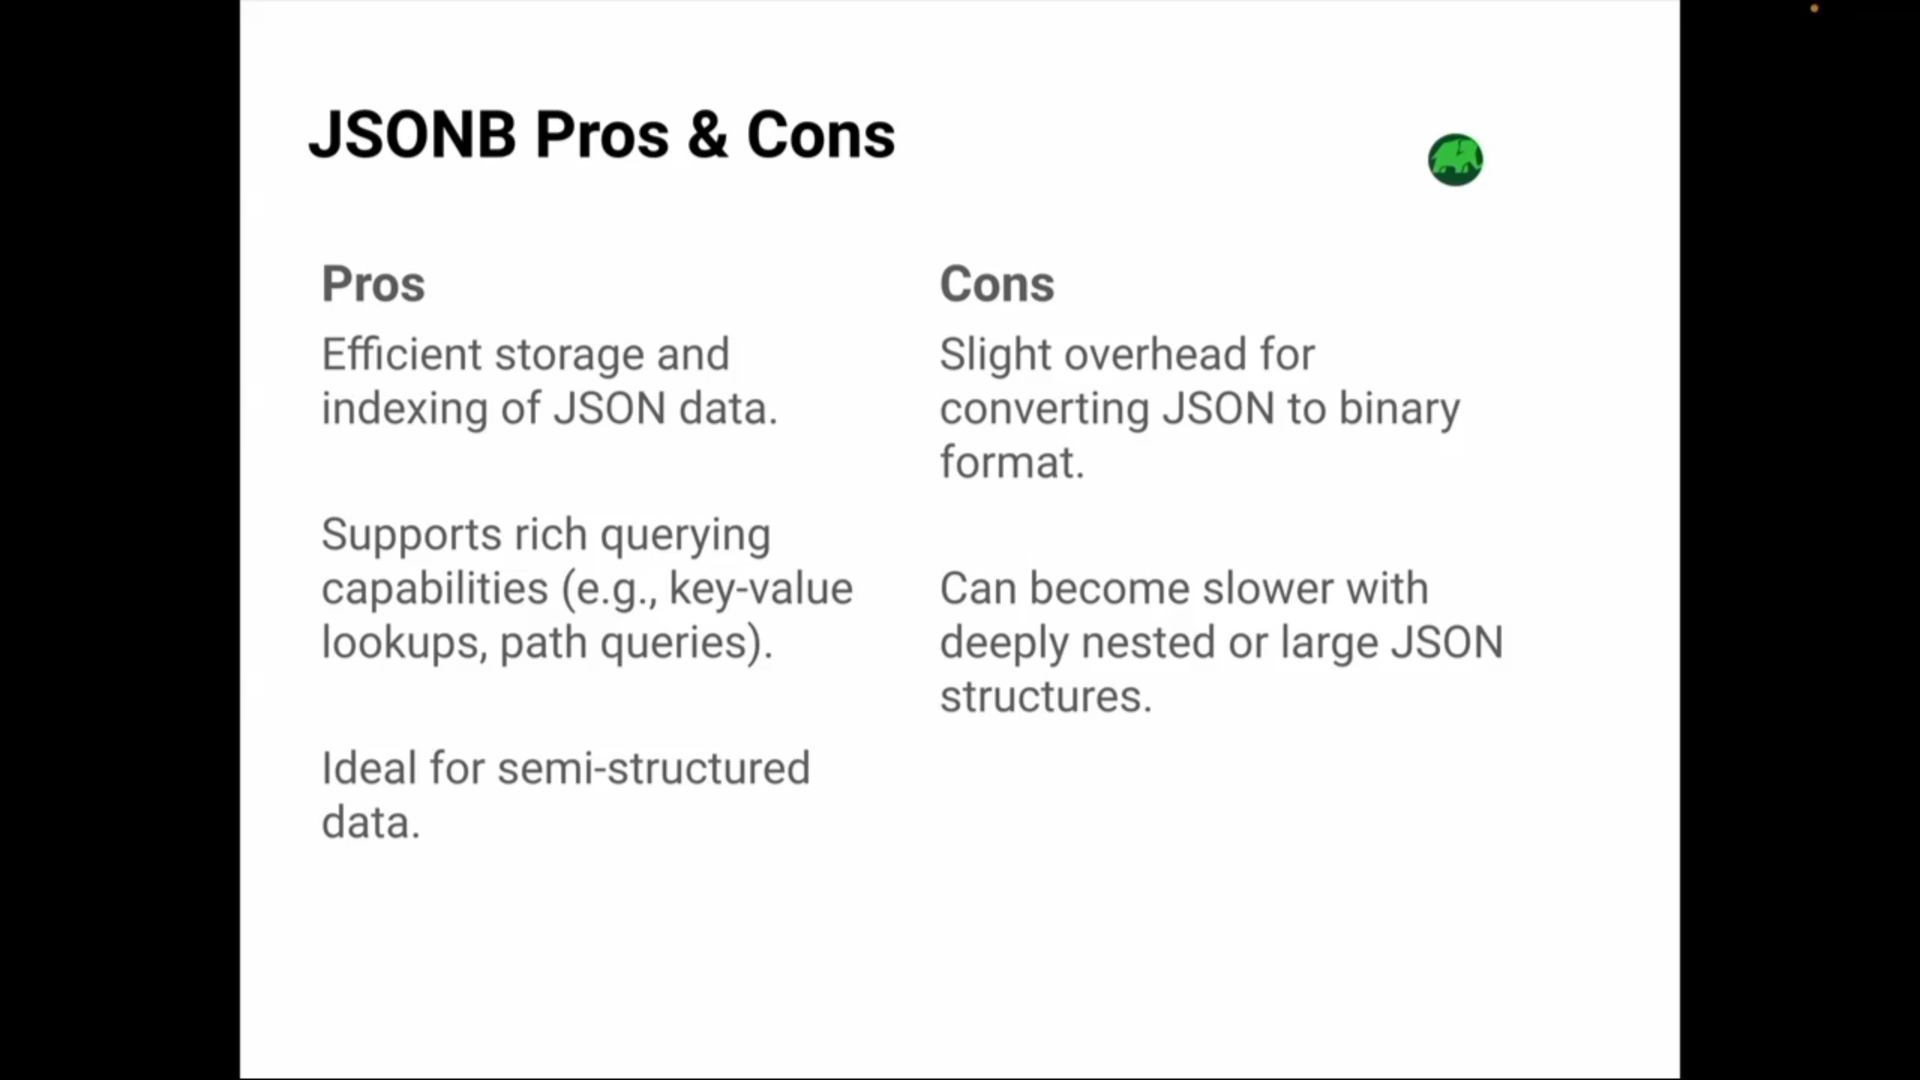 JSONB Pros & Cons
Pros
Efficient storage and
indexing of JSON data.
Supports rich querying
capabilities (e.g., key-value
lookups, path queries).
Ideal for semi-structured
data.
Cons
Slight overhead for
converting JSON to binary
format.
Can become slower with
deeply nested or large JSON
structures.